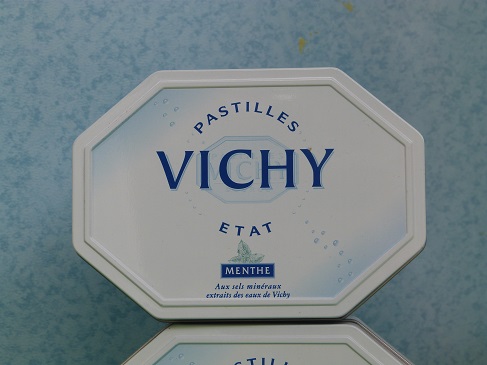 PASTILLES
VICHY
ETAT
MENTHE
Aux sels minéraux
extraits des eaux de Vichy